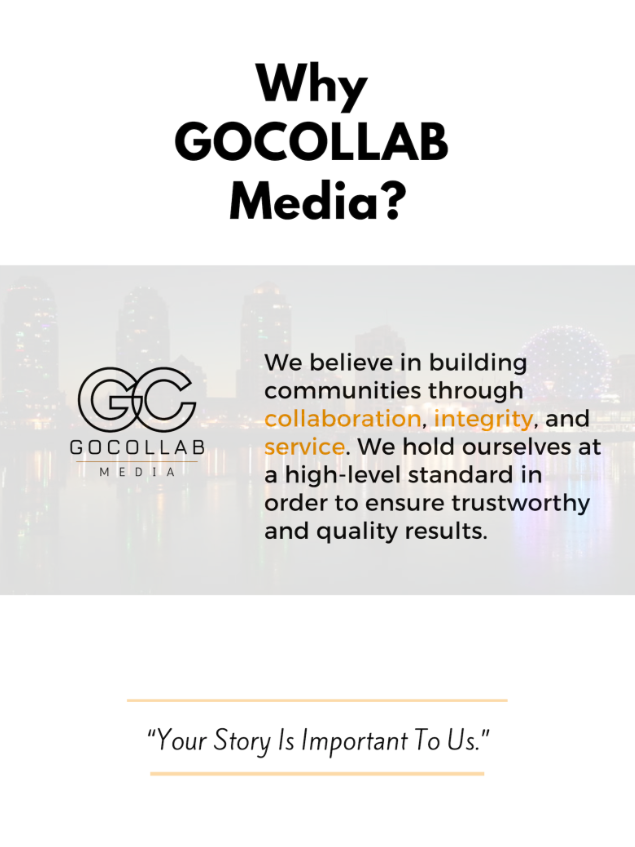 Why
GOCOLLAB
Media?
GC
GOCOLLAB
MEDIA
We believe in building
communities through
collaboration, integrity, and
service. We hold ourselves at
a high-level standard in
order to ensure trustworthy
and quality results.
“Your Story Is Important To Us.”